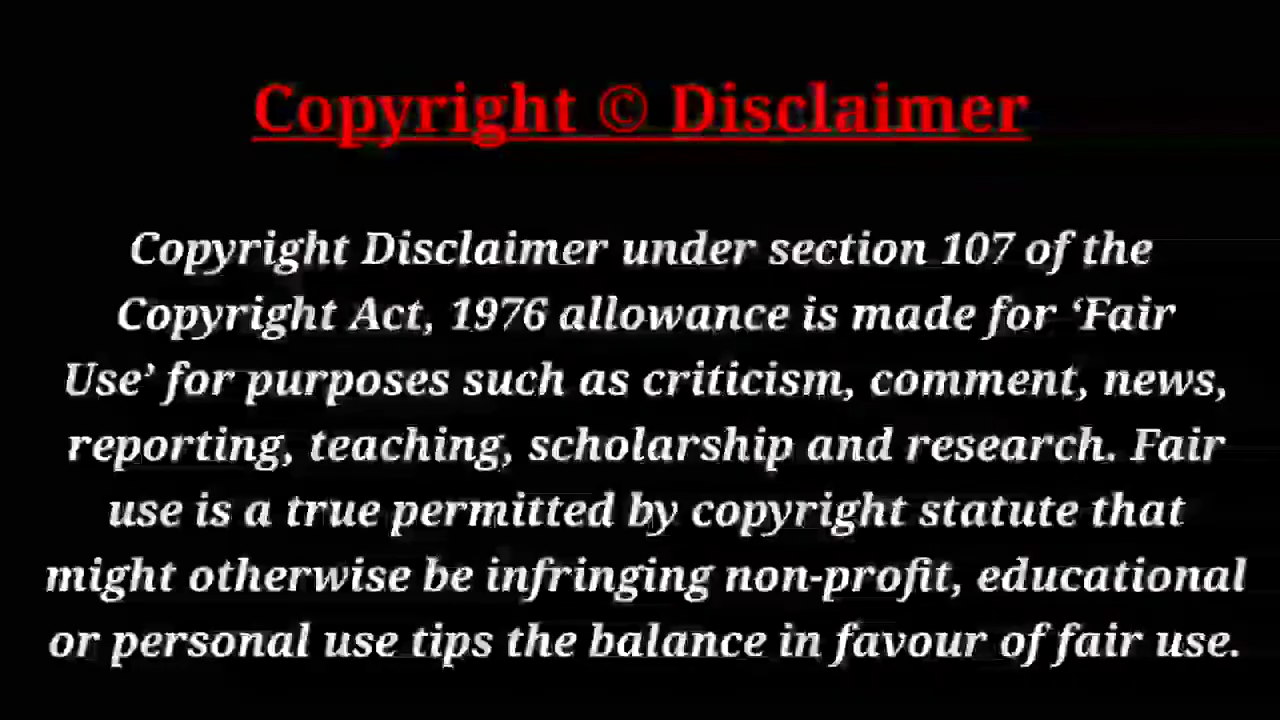 Copyright © Disclaimer
Copyright Disclaimer under section 107 of the
Copyright Act, 1976 allowance is made for ‘Fair
Use’ for purposes such as criticism, comment, news,
reporting, teaching, scholarship and research. Fair
use is a true permitted by copyright statute that
might otherwise be infringing non-profit, educational
or personal use tips the balance in favour of fair use.